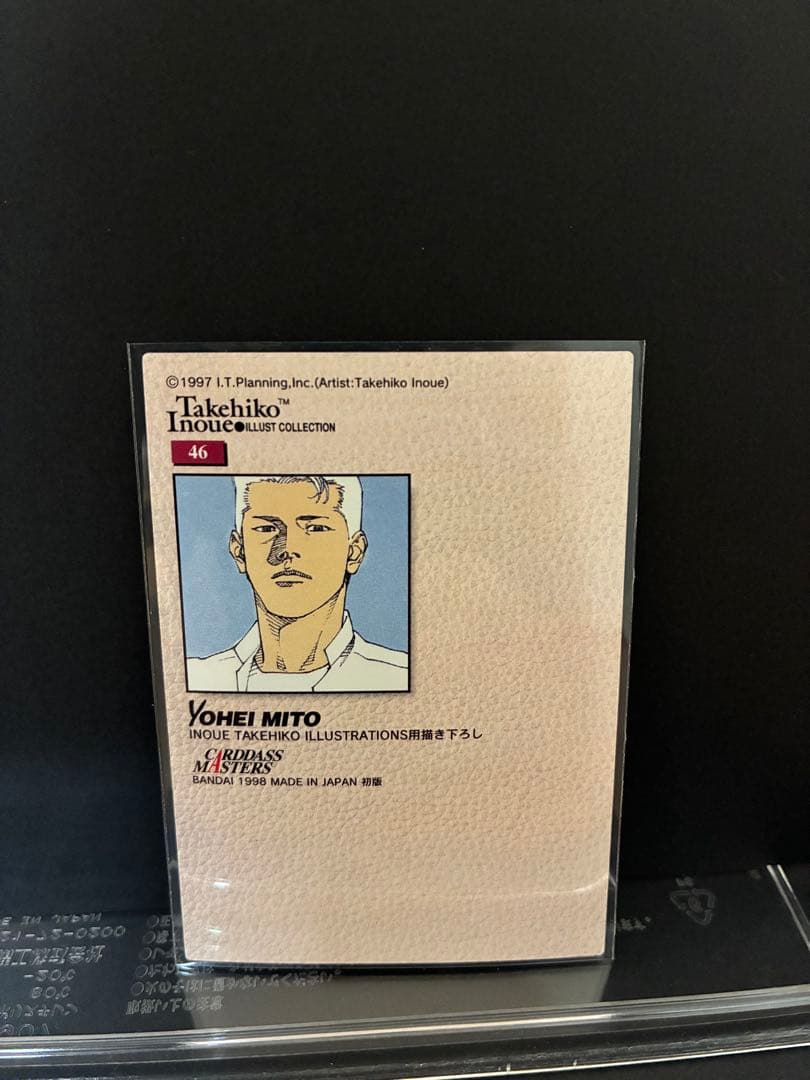 ©1997 I.T.Planning,Inc.(Artist:Takehiko Inoue)
Takehiko™
Inoue●ILLUST COLLECTION
46
YOHEI MITO
INOUE TAKEHIKO ILLUSTRATIONS用描き下ろし
CARDDASS
MASTERS
BANDAI 1998 MADE IN JAPAN 初版
-20℃